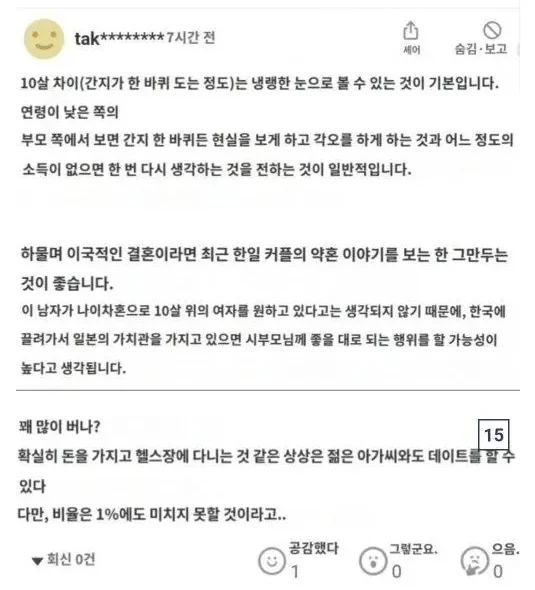 tak******** 7시간 전
셰어
숨김·보고
10살 차이(간지가 한 바퀴 도는 정도)는 냉랭한 눈으로 볼 수 있는 것이 기본입니다.
연령이 낮은 쪽의
부모 쪽에서 보면 간지 한 바퀴든 현실을 보게 하고 각오를 하게 하는 것과 어느 정도의
소득이 없으면 한 번 다시 생각하는 것을 전하는 것이 일반적입니다.
하물며 이국적인 결혼이라면 최근 한일 커플의 약혼 이야기를 보는 한 그만두는
것이 좋습니다.
이 남자가 나이차혼으로 10살 위의 여자를 원하고 있다고는 생각되지 않기 때문에, 한국에
끌려가서 일본의 가치관을 가지고 있으면 시부모님께 좋을 대로 되는 행위를 할 가능성이
높다고 생각됩니다.
꽤 많이 버나?
15
확실히 돈을 가지고 헬스장에 다니는 것 같은 상상은 젊은 아가씨와도 데이트를 할 수
있다
다만, 비율은 1%에도 미치지 못할 것이라고..
회신 0건
공감했다
1
그렇군요.
0
으음.
0